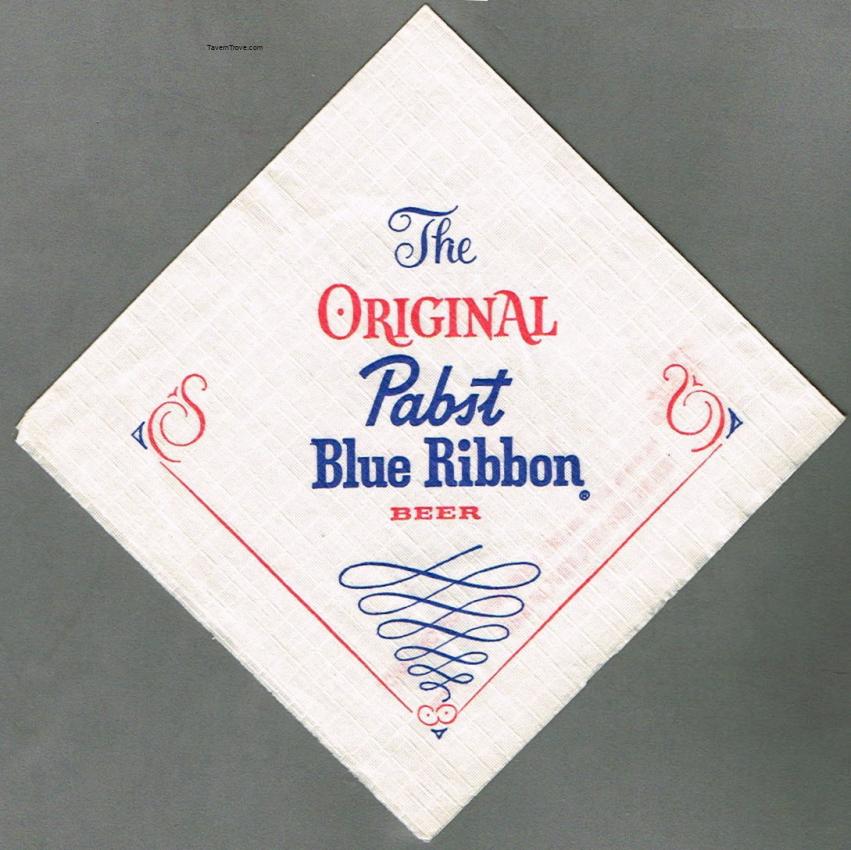 TavernTrove.com
The
ORIGINAL
Pabst
Blue Ribbon®
BEER